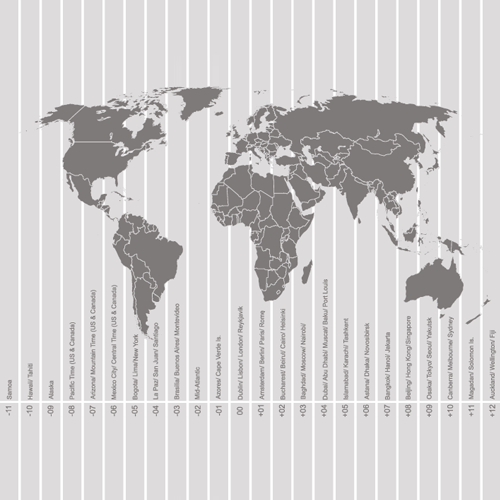 -11 Samoa
-10 Hawaii/ Tahiti
-09 Alaska
-08 Pacific Time (US & Canada)
-07 Arizona/ Mountain Time (US & Canada)
-06 Mexico City/ Central Time (US & Canada)
-05 Bogota/ Lima/New York
-04 La Paz/ San Juan/ Santiago
-03 Brasilia/ Buenos Aires/ Montevideo
-02 Mid-Atlantic
-01 Azores/ Cape Verde Is.
00 Dublin/ Lisbon/ London/ Reykjavik
+01 Amsterdam/ Berlin/ Paris/ Rome
+02 Bucharest/ Beirut/ Cairo/ Helsinki
+03 Baghdad/ Moscow/ Nairobi
+04 Dubai/ Abu Dhabi/ Muscat/ Baku/ Port Louis
+05 Islamabad/ Karachi/ Tashkent
+06 Astana/ Dhaka/ Novosibirsk
+07 Bangkok/ Hanoi/ Jakarta
+08 Beijing/ Hong Kong/Singapore
+09 Osaka/ Tokyo/ Seoul/ Yakutsk
+10 Canberra/ Melbourne/ Sydney
+11 Magadan/ Solomon Is.
+12 Auckland/ Wellington/ Fiji